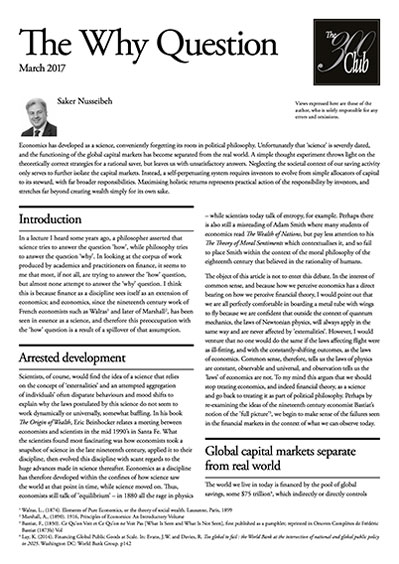 The Why Question
March 2017
The
300
Club
Saker Nusseibeh
Views expressed here are those of the
author, who is solely responsible for any
errors and omissions.
Economics has developed as a science, conveniently forgetting its roots in political philosophy. Unfortunately that ‘science’ is severely dated,
and the functioning of the global capital markets has become separated from the real world. A simple thought experiment throws light on the
theoretically correct strategies for a rational saver, but leaves us with unsatisfactory answers. Neglecting the societal context of our saving activity
only serves to further isolate the capital markets. Instead, a self-perpetuating system requires investors to evolve from simple allocators of capital
to its steward, with far broader responsibilities. Maximising holistic returns represents practical action of the responsibility by investors, and
stretches far beyond creating wealth simply for its own sake.
Introduction
In a lecture I heard some years ago, a philosopher asserted that
science tries to answer the question ‘how’, while philosophy tries
to answer the question ‘why’. In looking at the corpus of work
produced by academics and practitioners on finance, it seems to
me that most, if not all, are trying to answer the ‘how’ question,
but almost none attempt to answer the ‘why’ question. I think
this is because finance as a discipline sees itself as an extension of
economics; and economics, since the nineteenth century work of
French economists such as ¹Walras¹ and later of Marshall², has been
seen in essence as a science, and therefore this preoccupation with
the ‘how’ question is a result of a spillover of that assumption.
Arrested development
Scientists, of course, would find the idea of a science that relies
on the concept of ‘externalities’ and an attempted aggregation
of individuals’ often disparate behaviours and mood shifts to
explain why the laws postulated by this science do not seem to
work dynamically or universally, somewhat baffling. In his book
The Origin of Wealth, Eric Beinhocker relates a meeting between
economists and scientists in the mid 1990’s in Santa Fe. What
the scientists found most fascinating was how economists took a
snapshot of science in the late nineteenth century, applied it to their
discipline, then evolved this discipline with scant regards to the
huge advances made in science thereafter. Economics as a discipline
has therefore developed within the confines of how science saw
the world at that point in time, while science moved on. Thus,
economists still talk of ‘equilibrium’ – in 1880 all the rage in physics
– while scientists today talk of entropy, for example. Perhaps there
is also still a misreading of Adam Smith where many students of
economics read The Wealth of Nations, but pay less attention to his
The Theory of Moral Sentiments which contextualises it, and so fail
to place Smith within the context of the moral philosophy of the
eighteenth century that believed in the rationality of humans.
The object of this article is not to enter this debate. In the interest of
common sense, and because how we perceive economics has a direct
bearing on how we perceive financial theory, I would point out that
we are all perfectly comfortable in boarding a metal tube with wings
to fly because we are confident that outside the context of quantum
mechanics, the laws of Newtonian physics, will always apply in the
same way and are never affected by ‘externalities’. However, I would
venture that no one would do the same if the laws affecting flight were
as ill-fitting, and with the constantly-shifting outcomes, as the laws
of economics. Common sense, therefore, tells us the laws of physics
are constant, observable and universal, and observation tells us the
‘laws’ of economics are not. To my mind this argues that we should
stop treating economics, and indeed financial theory, as a science
and go back to treating it as part of political philosophy. Perhaps by
re-examining the ideas of the nineteenth century economist Bastiat’s
notion of the ‘full picture’³, we begin to make sense of the failures seen
in the financial markets in the context of what we can observe today.
Global capital markets separate
from real world
The world we live in today is financed by the pool of global
savings, some $75 trillion⁴, which indirectly or directly controls
¹ Walras, L., (1874). Elements of Pure Economics, or the theory of social wealth. Lausanne, Paris, 1899
² Marshall, A., (1890). 1916, Principles of Economics: An Introductory Volume
³ Bastiat, F., (1850). Ce Qu’on Voit et Ce Qu’on ne Voit Pas [What Is Seen and What Is Not Seen], first published as a pamphlet; reprinted in Oeuvres Complètes de Frédéric
Bastiat (1873b) Vol
⁴ Lay, K. (2014). Financing Global Public Goods at Scale. In: Evans, J.W. and Davies, R. Too global to fail : the World Bank at the intersection of national and global public policy
in 2025. Washington DC: World Bank Group. p142